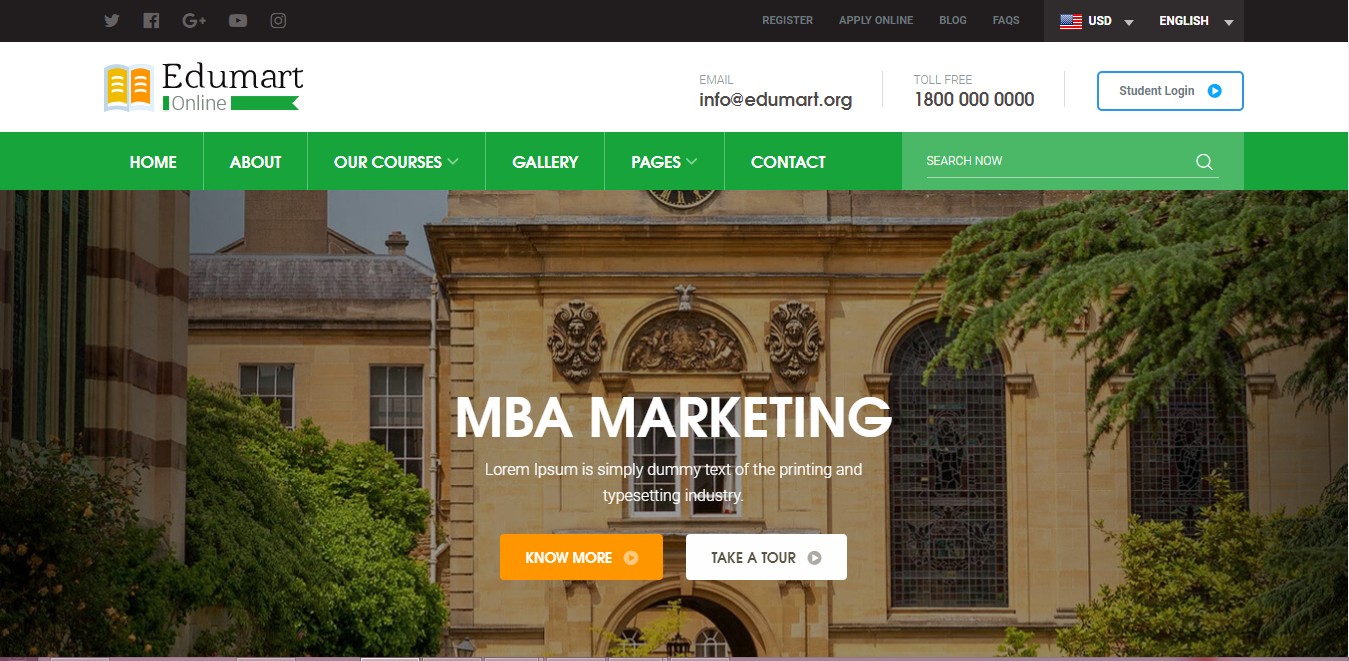 REGISTER APPLY ONLINE BLOG FAQS USD ENGLISH
Edumart
Online
EMAIL
info@edumart.org
TOLL FREE
1800 000 0000
Student Login
HOME ABOUT OUR COURSES GALLERY PAGES CONTACT SEARCH NOW
MBA MARKETING
Lorem Ipsum is simply dummy text of the printing and
typesetting industry.
KNOW MORE TAKE A TOUR